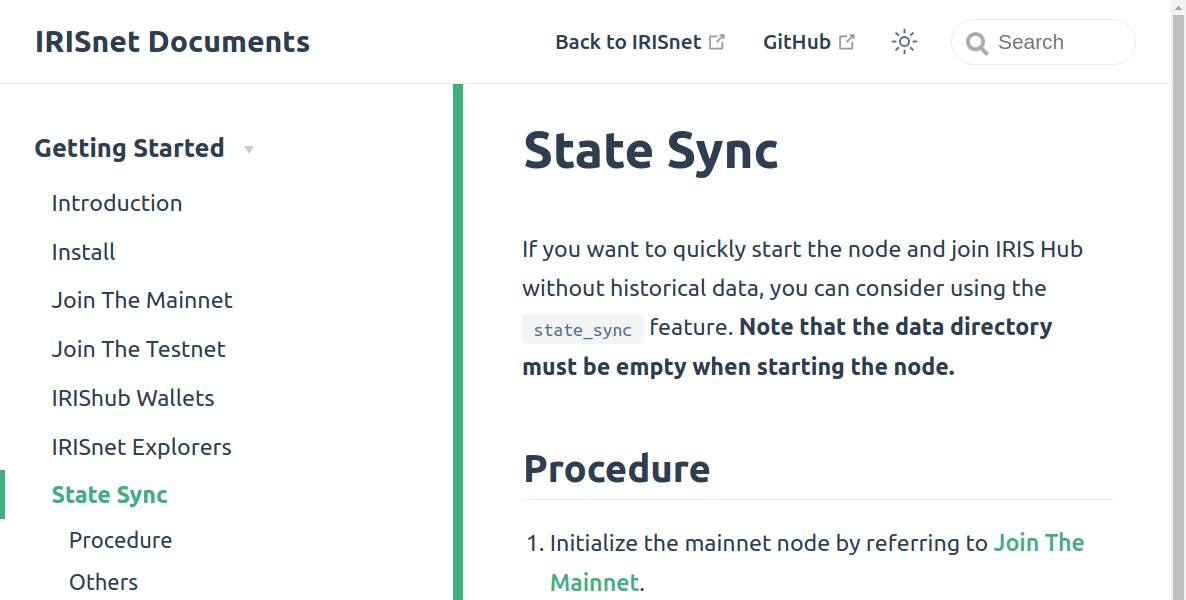 IRISnet Documents
Back to IRISnet
GitHub
Search
Getting Started
Introduction
Install
Join The Mainnet
Join The Testnet
IRIShub Wallets
IRISnet Explorers
State Sync
Procedure
Others
State Sync
If you want to quickly start the node and join IRIS Hub
without historical data, you can consider using the
state_sync feature. Note that the data directory
must be empty when starting the node.
Procedure
1. Initialize the mainnet node by referring to Join The
Mainnet.